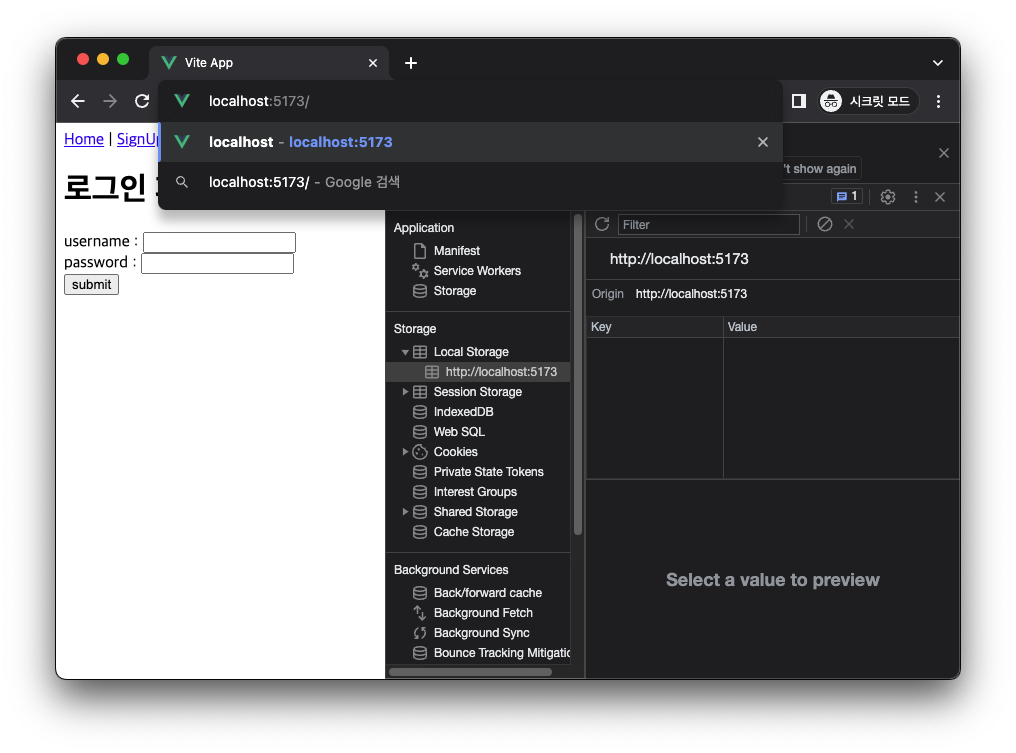 Vite App
localhost:5173/
시크릿 모드
localhost - localhost:5173
localhost:5173/ - Google 검색
Home | SignUp
로그인
't show again
1
username :
password :
submit
Application
Manifest
Service Workers
Storage
Storage
Local Storage
http://localhost:5173
Session Storage
IndexedDB
Web SQL
Cookies
Private State Tokens
Interest Groups
Shared Storage
Cache Storage
Background Services
Back/forward cache
Background Fetch
Background Sync
Bounce Tracking Mitigatio
Filter
http://localhost:5173
Origin http://localhost:5173
Key Value
Select a value to preview